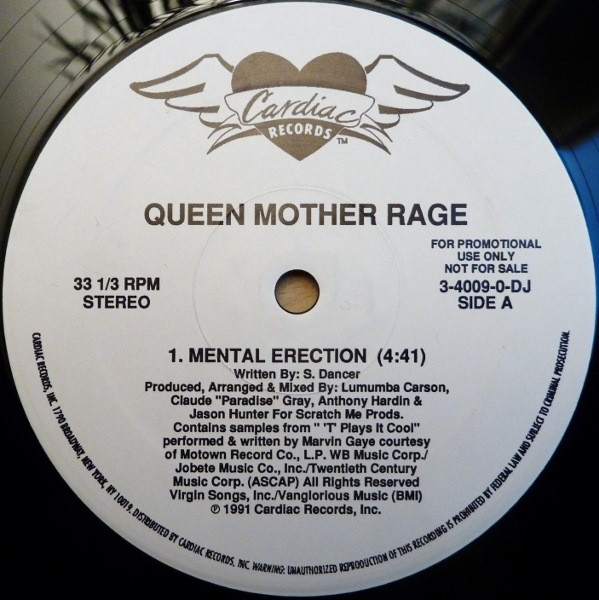 Cardiac
RECORDS TM
QUEEN MOTHER RAGE
FOR PROMOTIONAL
USE ONLY
NOT FOR SALE
33 1/3 RPM
STEREO
3-4009-0-DJ
SIDE A
1. MENTAL ERECTION (4:41)
Written By: S. Dancer
Produced, Arranged & Mixed By: Lumumba Carson,
Claude "Paradise" Gray, Anthony Hardin &
Jason Hunter For Scratch Me Prods.
Contains samples from " 'T' Plays It Cool"
performed & written by Marvin Gaye courtesy
of Motown Record Co., L.P. WB Music Corp./
Jobete Music Co., Inc./Twentieth Century
Music Corp. (ASCAP) All Rights Reserved
Virgin Songs, Inc./Vanglorious Music (BMI)
℗ 1991 Cardiac Records, Inc.
CARDIAC RECORDS, INC. 1790 BROADWAY, NEW YORK, NY 10019. DISTRIBUTED BY CARDIAC RECORDS, INC. WARNING: UNAUTHORIZED REPRODUCTION OF THIS RECORDING IS PROHIBITED BY FEDERAL LAW AND SUBJECT TO CRIMINAL PROSECUTION.